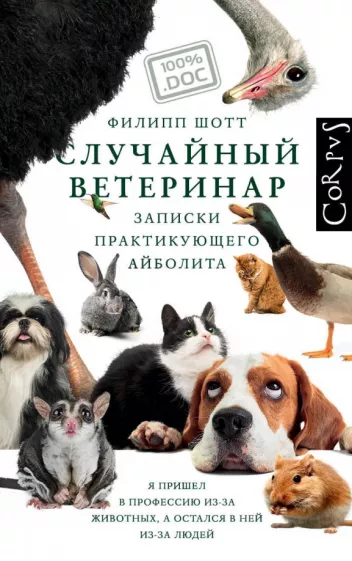 100%
.DOC
ФИЛИПП ШОТТ
СЛУЧАЙНЫЙ
ВЕТЕРИНАР
ЗАПИСКИ
ПРАКТИКУЮЩЕГО
АЙБОЛИТА
CORPVS
Я ПРИШЕЛ
В ПРОФЕССИЮ ИЗ-ЗА
ЖИВОТНЫХ, А ОСТАЛСЯ В НЕЙ
ИЗ-ЗА ЛЮДЕЙ